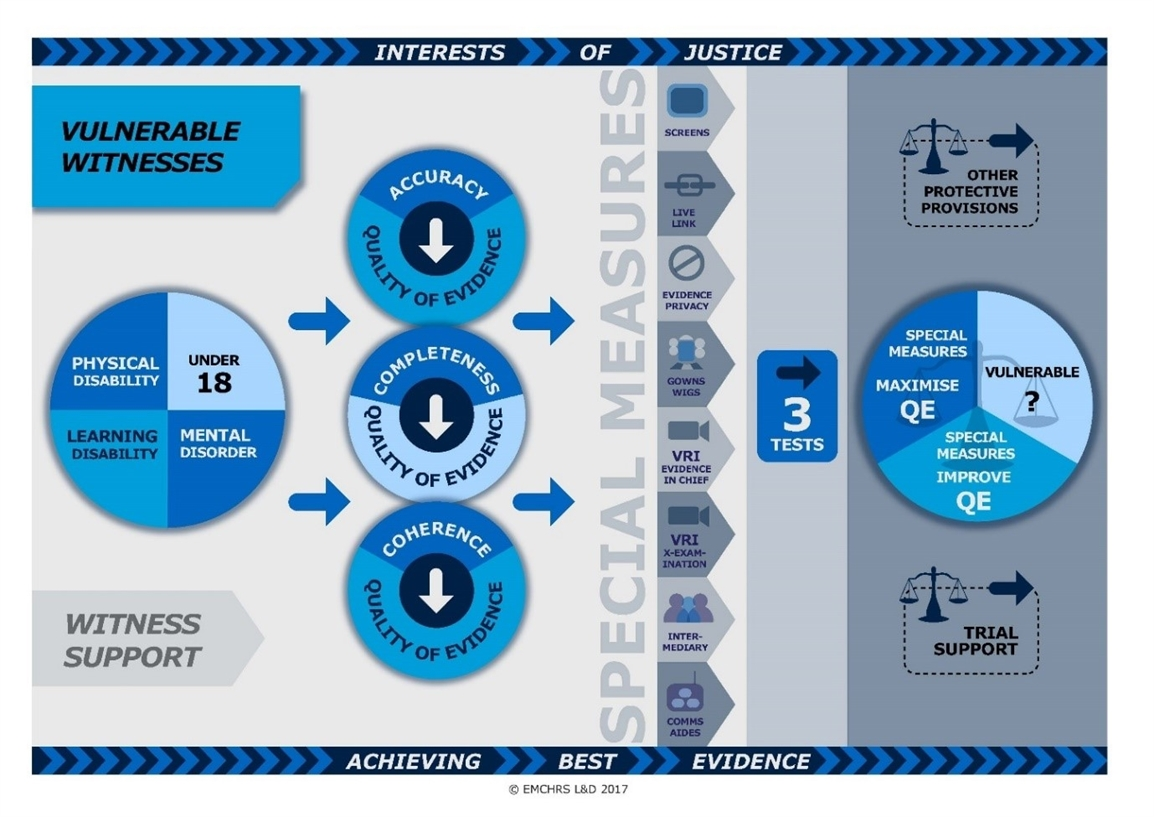 INTERESTS OF JUSTICE
VULNERABLE
WITNESSES
PHYSICAL
DISABILITY
UNDER
18
LEARNING
DISABILITY
MENTAL
DISORDER
WITNESS
SUPPORT
ACCURACY
QUALITY OF EVIDENCE
COMPLETENESS
QUALITY OF EVIDENCE
COHERENCE
QUALITY OF EVIDENCE
SPECIAL MEASURES
SCREENS
LIVE
LINK
EVIDENCE
PRIVACY
GOWNS
WIGS
VRI
EVIDENCE
IN CHIEF
VRI
X-EXAM-
INATION
INTER-
MEDIARY
COMMS
AIDES
3
TESTS
OTHER
PROTECTIVE
PROVISIONS
SPECIAL
MEASURES
MAXIMISE
QE
VULNERABLE
?
SPECIAL
MEASURES
IMPROVE
QE
TRIAL
SUPPORT
ACHIEVING BEST EVIDENCE
© EMCHRS L&D 2017